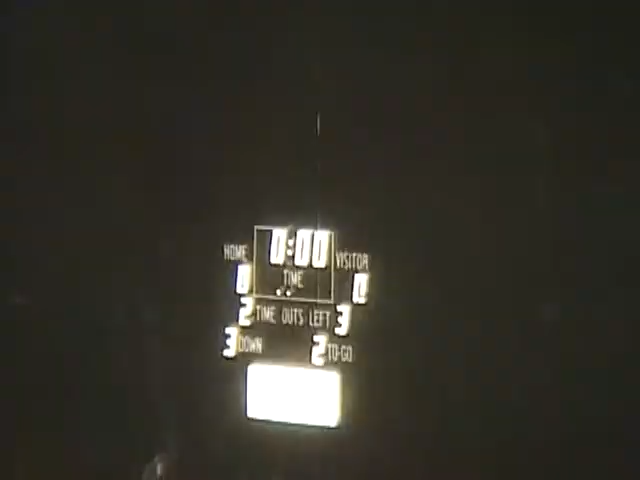 HOME 0:00 VISITOR
TIME
0 0
2 TIME OUTS LEFT 3
3 DOWN 2 TO-GO